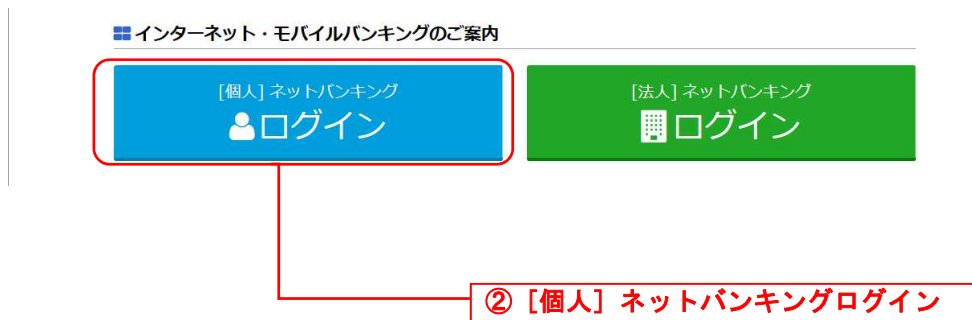 インターネット・モバイルバンキングのご案内
[個人] ネットバンキング
ログイン
[法人] ネットバンキング
ログイン
②［個人］ネットバンキングログイン